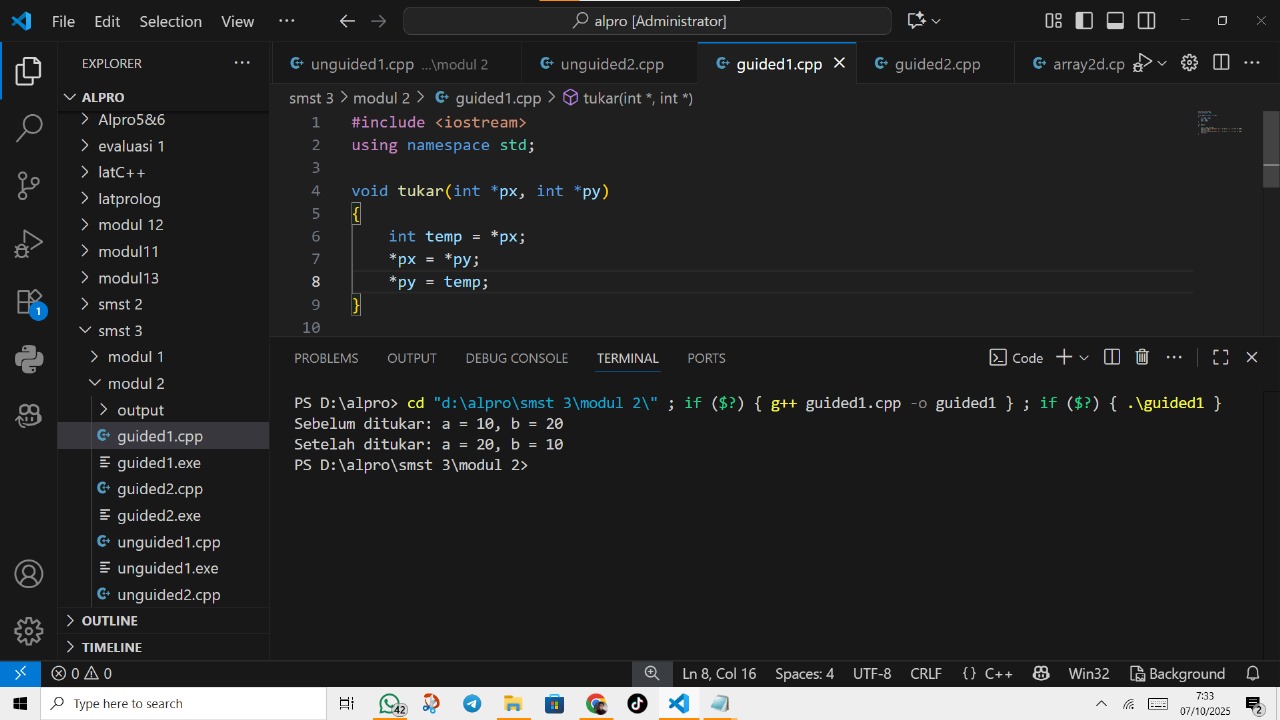 File Edit Selection View ··· alpro [Administrator]
EXPLORER ···
ALPRO
Alpro5&6
evaluasi 1
latC++
latprolog
modul 12
modul11
modul13
smst 2
smst 3
modul 1
modul 2
output
guided1.cpp
guided1.exe
guided2.cpp
guided2.exe
unguided1.cpp
unguided1.exe
unguided2.cpp
OUTLINE
TIMELINE
1
unguided1.cpp ...\modul 2 unguided2.cpp guided1.cpp guided2.cpp array2d.cp ···
smst 3 > modul 2 > guided1.cpp > tukar(int *, int *)
1 #include <iostream>
2 using namespace std;
3
4 void tukar(int *px, int *py)
5 {
6 int temp = *px;
7 *px = *py;
8 *py = temp;
9 }
10
PROBLEMS OUTPUT DEBUG CONSOLE TERMINAL PORTS Code ···
PS D:\alpro> cd "d:\alpro\smst 3\modul 2\" ; if ($?) { g++ guided1.cpp -o guided1 } ; if ($?) { .\guided1 }
Sebelum ditukar: a = 10, b = 20
Setelah ditukar: a = 20, b = 10
PS D:\alpro\smst 3\modul 2>
0 0 Ln 8, Col 16 Spaces: 4 UTF-8 CRLF {} C++ Win32 Background
Type here to search 42 7:33
07/10/2025 2